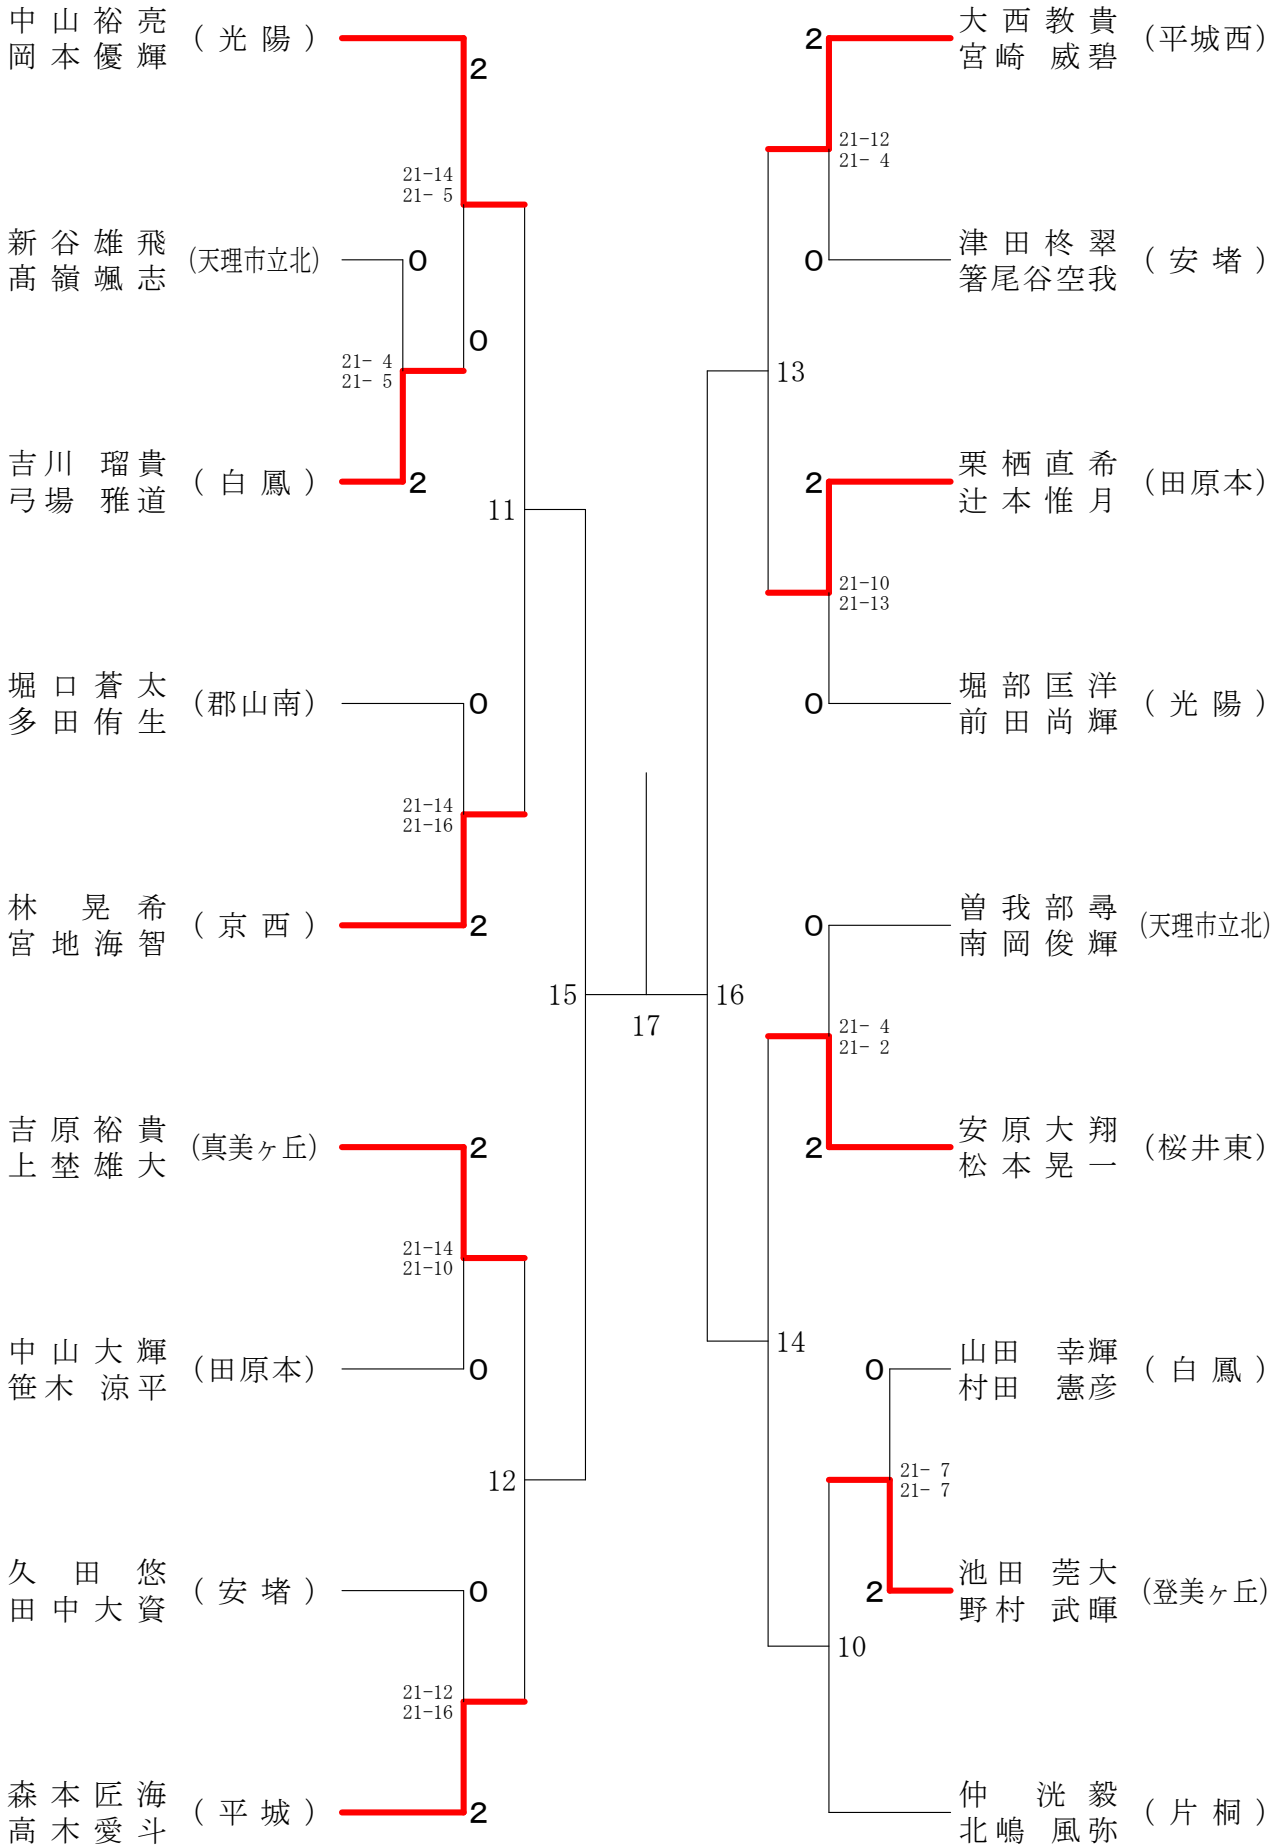 中山裕亮
岡本優輝
(光陽)
2
21-14
21- 5
新谷雄飛
髙嶺颯志
(天理市立北)
0
0
21- 4
21- 5
吉川 瑠貴
弓場 雅道
(白鳳)
2
11
堀口蒼太
多田侑生
(郡山南)
0
21-14
21-16
林 晃希
宮地海智
(京西)
2
15
17
吉原裕貴
上埜雄大
(真美ヶ丘)
2
21-14
21-10
中山大輝
笹木 涼平
(田原本)
0
12
久田悠
田中大資
(安堵)
0
21-12
21-16
森本匠海
高木愛斗
(平城)
2
大西教貴
宮崎 威碧
(平城西)
2
21-12
21- 4
津田柊翠
箸尾谷空我
(安堵)
0
13
栗栖直希
辻本惟月
(田原本)
2
21-10
21-13
堀部匡洋
前田尚輝
(光陽)
0
16
曽我部尋
南岡俊輝
(天理市立北)
0
21- 4
21- 2
安原大翔
松本晃一
(桜井東)
2
14
山田 幸輝
村田 憲彦
(白鳳)
0
21- 7
21- 7
池田 莞大
野村 武暉
(登美ヶ丘)
2
10
仲 洸毅
北嶋 風弥
(片桐)